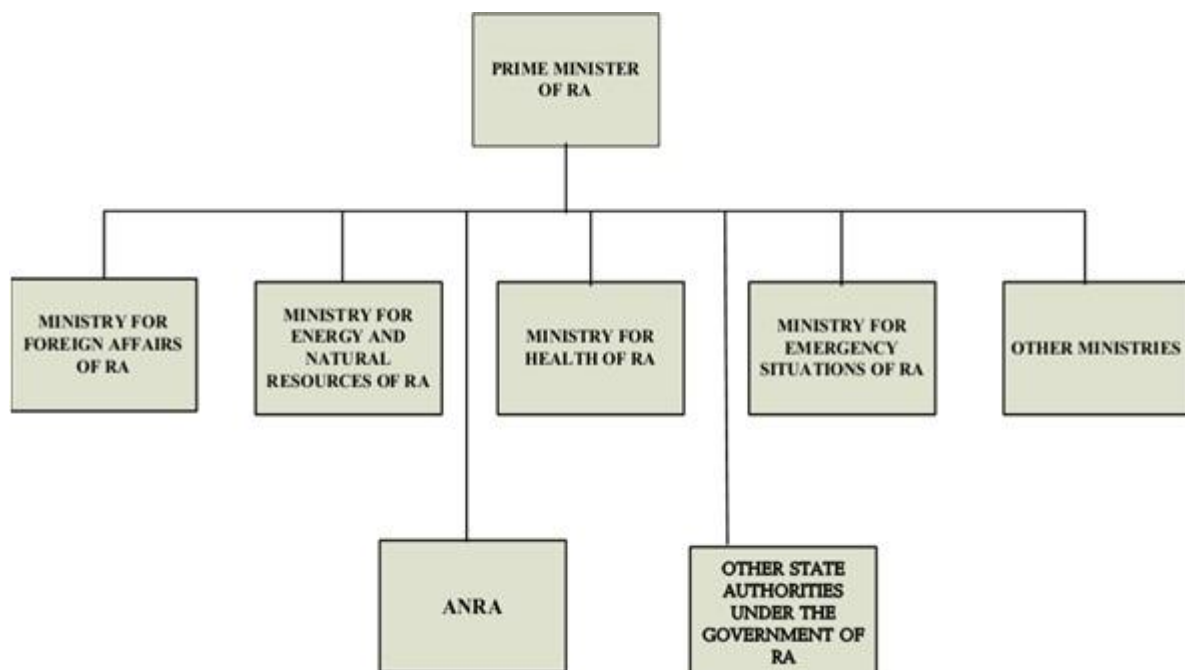 PRIME MINISTER
OF RA
MINISTRY FOR
FOREIGN AFFAIRS
OF RA
MINISTRY FOR
ENERGY AND
NATURAL
RESOURCES OF RA
MINISTRY FOR
HEALTH OF RA
MINISTRY FOR
EMERGENCY
SITUATIONS OF RA
OTHER MINISTRIES
ANRA
OTHER STATE
AUTHORITIES
UNDER THE
GOVERNMENT OF
RA